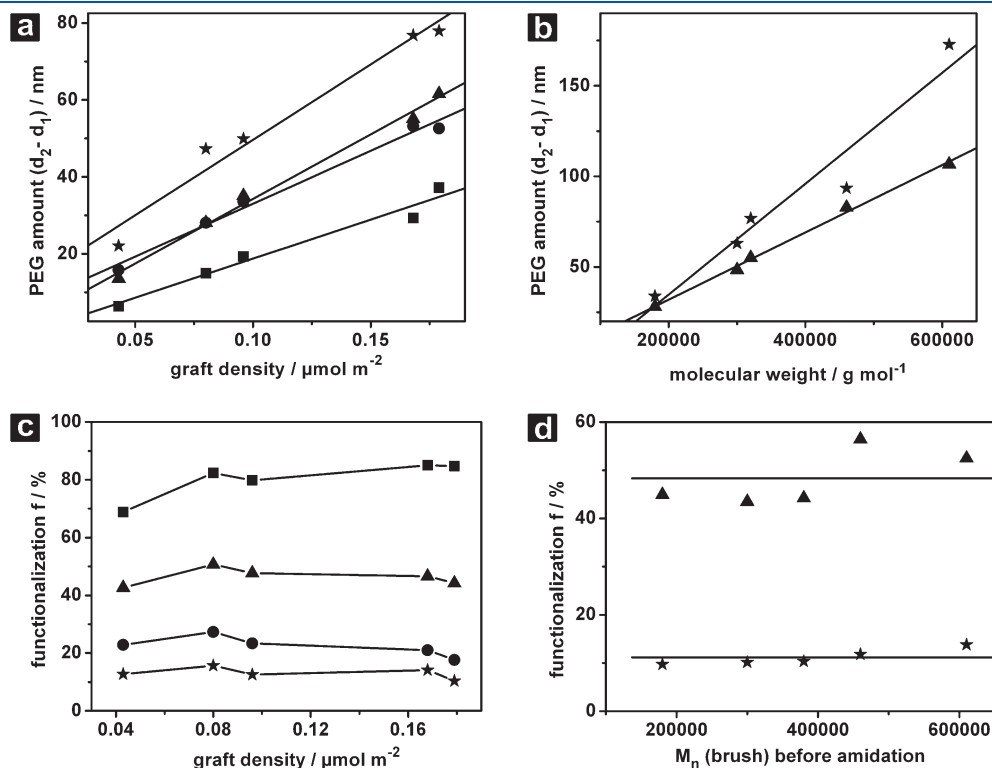 a
PEG amount (d2- d1) / nm
80
60
40
20
0.05
0.10
0.15
graft density / µmol m-2
b
PEG amount (d2- d1) / nm
150
100
50
200000
400000
600000
molecular weight / g mol-1
c
functionalization f / %
100
80
60
40
20
0
0.04
0.08
0.12
0.16
graft density / µmol m-2
d
functionalization f / %
60
40
20
0
200000
400000
600000
Mn (brush) before amidation